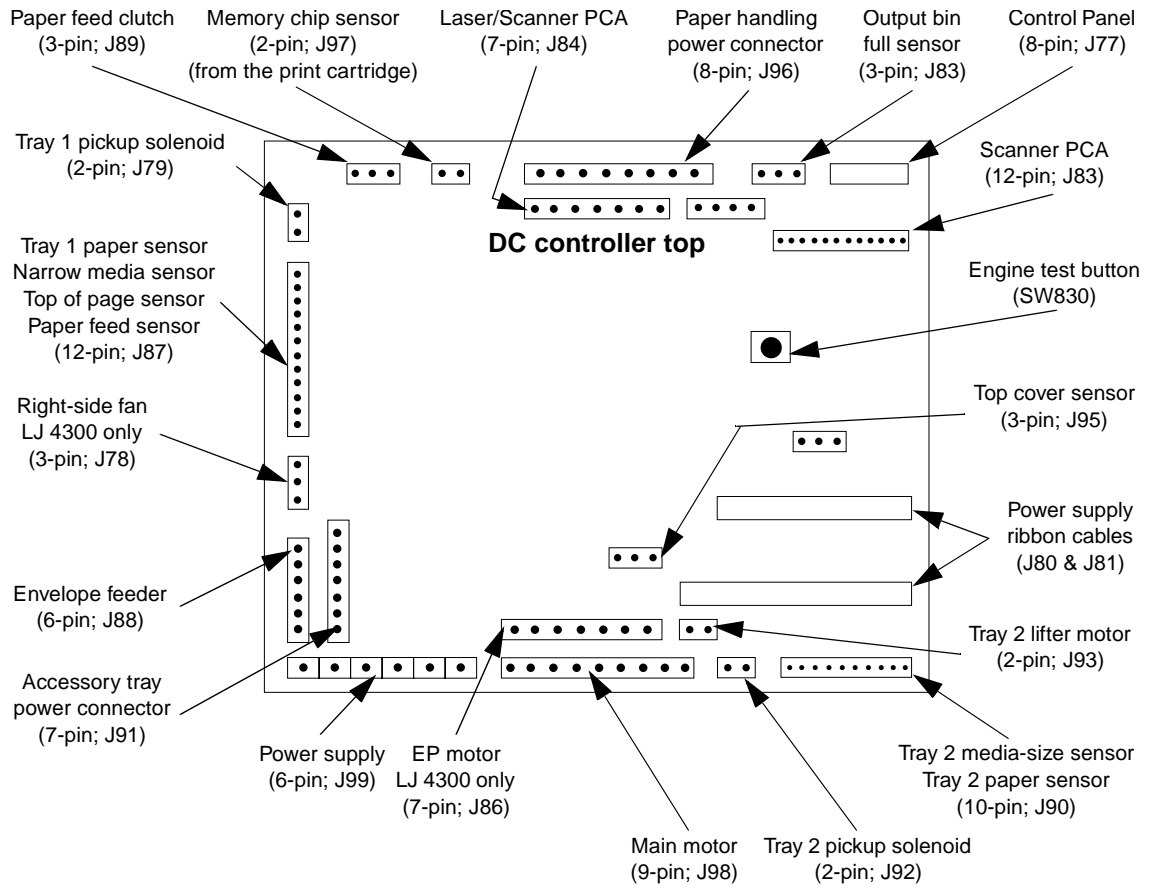 Paper feed clutch
(3-pin; J89)
Memory chip sensor
(2-pin; J97)
(from the print cartridge)
Laser/Scanner PCA
(7-pin; J84)
Paper handling
power connector
(8-pin; J96)
Output bin
full sensor
(3-pin; J83)
Control Panel
(8-pin; J77)
Tray 1 pickup solenoid
(2-pin; J79)
Scanner PCA
(12-pin; J83)
DC controller top
Tray 1 paper sensor
Narrow media sensor
Top of page sensor
Paper feed sensor
(12-pin; J87)
Engine test button
(SW830)
Right-side fan
LJ 4300 only
(3-pin; J78)
Top cover sensor
(3-pin; J95)
Power supply
ribbon cables
(J80 & J81)
Envelope feeder
(6-pin; J88)
Tray 2 lifter motor
(2-pin; J93)
Accessory tray
power connector
(7-pin; J91)
Power supply
(6-pin; J99)
EP motor
LJ 4300 only
(7-pin; J86)
Tray 2 media-size sensor
Tray 2 paper sensor
(10-pin; J90)
Main motor
(9-pin; J98)
Tray 2 pickup solenoid
(2-pin; J92)